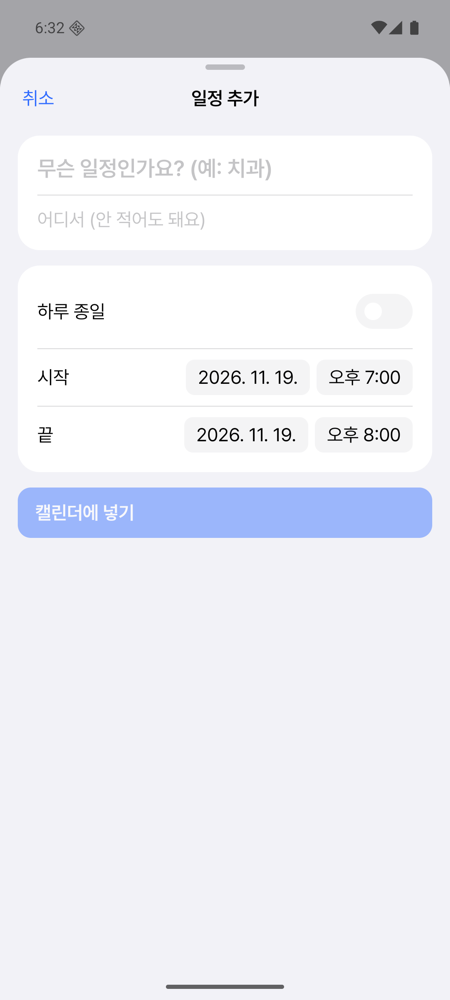 6:32
취소
일정 추가
무슨 일정인가요? (예: 치과)
어디서 (안 적어도 돼요)
하루 종일
시작 2026. 11. 19. 오후 7:00
끝 2026. 11. 19. 오후 8:00
캘린더에 넣기